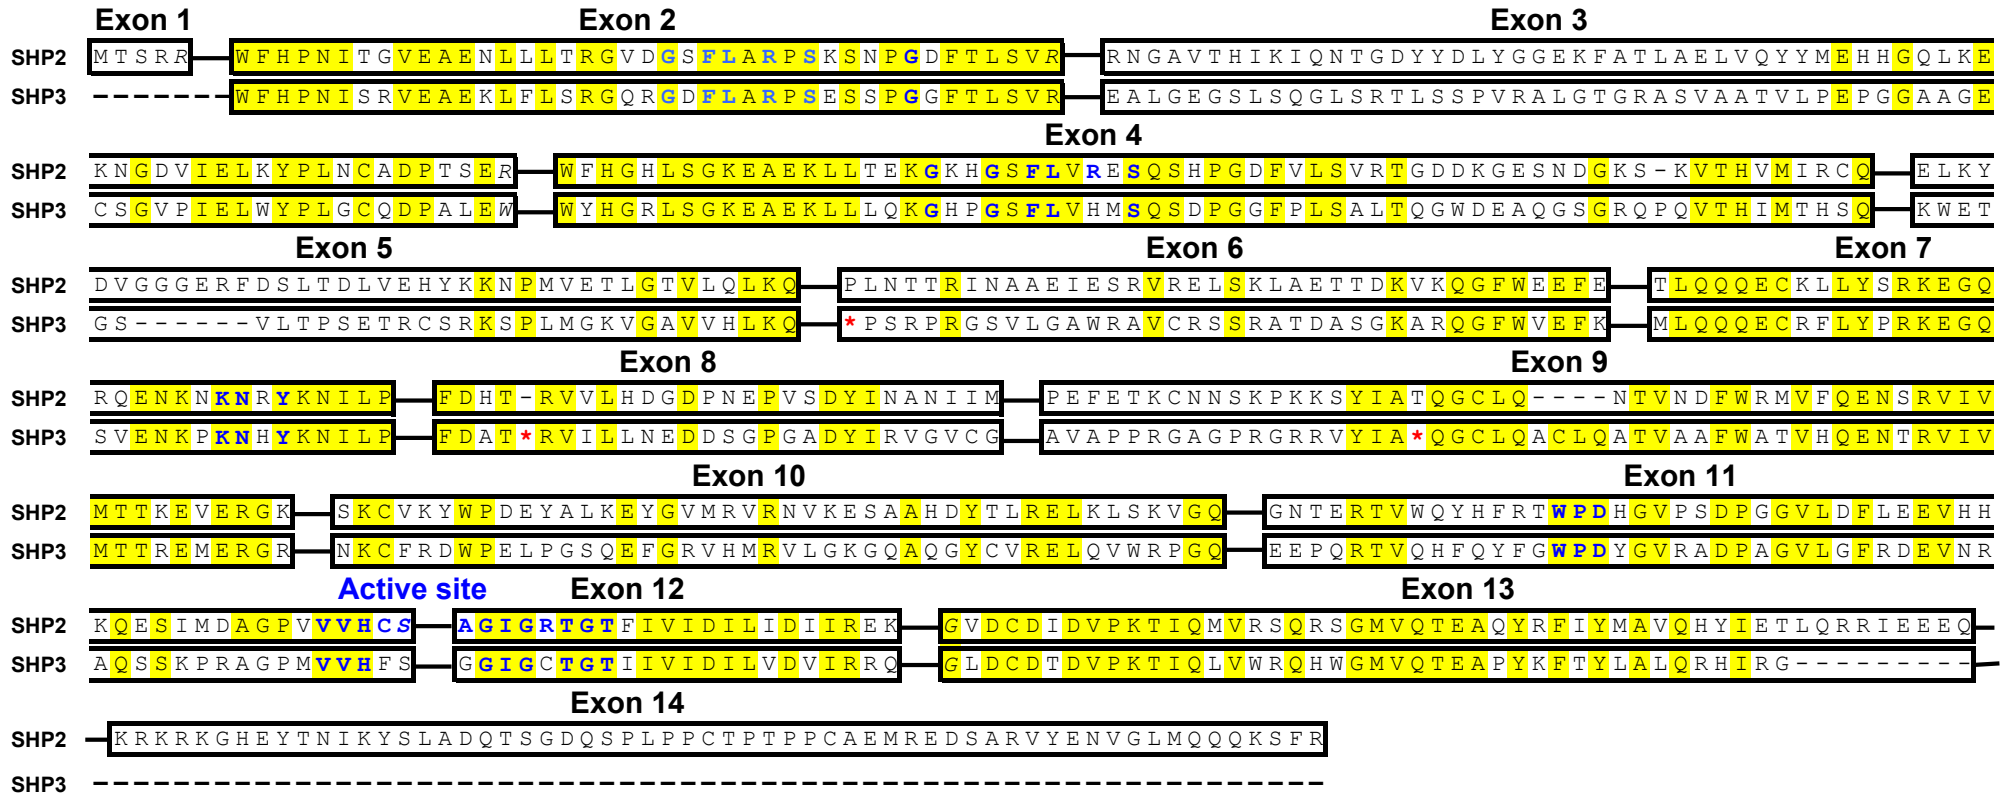 Exon 1 Exon 2 Exon 3
SHP2 MTSRR WFHPNITGVEAENLLLTRGVDGSFLARPSKSNPGDFTLSVR RNGAVTHIKIQNTGDYYDLYGGEKFATLAELVQYYMEHHGQLKE
SHP3 ------- WFHPNISRVEAEKLFLSRGQRGDFLARPSESSPGGFTLSVR EALGEGSLSQGLSRTLSSPVRALGTGRASVAATVLPEPGGAAGE
Exon 4
SHP2 KNGDVIELKYPLNCADPTSER WFHGHLSGKEAEKLLTEKGKHGSFLVRESQSHPGDFVLSVRTGDDKGESNDGKS-KVTHVMIRCQ ELKY
SHP3 CSGVPIELWYPLGCQDPALEW WYHGRLSGKEAEKLLLQKGHPGSFLVHMSQSDPGGFPLSALTQGWDEAQGSGRQPQVTHIMTHSQ KWET
Exon 5 Exon 6 Exon 7
SHP2 DVGGGERFDSLTDLVEHYKKNPMVETLGTVLQLKQ PLNTTRINAAEIESRVRELSKLAETTDKVKQGFWEEFE TLQQQECKLLYSRKEGQ
SHP3 GS------VLTPSETRCSRKSPLMGKVGAVVHLKQ *PSRPRGSVLGAWRAVCRSSRATDASGKARQGFWVEFK MLQQQECRFLYPRKEGQ
Exon 8 Exon 9
SHP2 RQENKNKNRYKNILP FDHT-RVVLHDGDPNEPVSDYINANIIM PEFETKCNNSKPKKSYIATQGCLQ----NTVNDFWRMVFQENSRVIV
SHP3 SVENKPKNHYKNILP FDAT*RVILLNEDDSGPGADYIRVGVCG AVAPPRGAGPRGRRVYIA*QGCLQACLQATVAAFWATVHQENTRVIV
Exon 10 Exon 11
SHP2 MTTKEVERGK SKCVKYWPDEYALKEYGVMRVRNVKESAAHDYTLRELKLSKVGQ GNTERTVWQYHFRTWPDHGVPSDPGGVLDFLEEVHH
SHP3 MTTREMERGR NKCFRDWPELPGSQEFGRVHMRVLGKGQAQGYCVRELQVWRPGQ EEPQRTVQHFQYFGWPDYGVRADPAGVLGFRDEVNR
Active site Exon 12 Exon 13
SHP2 KQESIMDAGPVVVHCS AGIGRTGTFIVIDILIDIIREK GVDCDIDVPKTIQMVRSQRSGMVQTEAQYRFIYMAVQHYIETLQRRIEEEQ
SHP3 AQSSKPRAGPMVVHFS GGIGCTGTIIVIDILVDVIRRQ GLDCDTDVPKTIQLVWRQHWGMVQTEAPYKFTYLALQRHIRG---------
Exon 14
SHP2 KRKRKGHEYTNIKYSLADQTSGDQSPLPPCTPTPPCAEMREDSARVYENVGLMQQQKSFR
SHP3 -------------------------------------------------------------